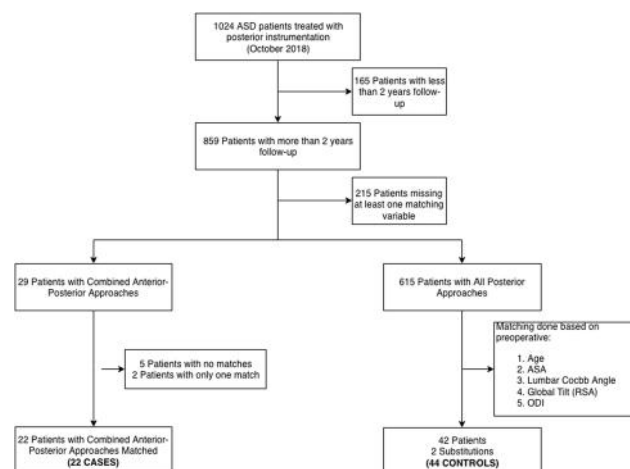 1024 ASD patients treated with
posterior instrumentation
(October 2018)
165 Patients with less
than 2 years follow-
up
859 Patients with more than 2 years
follow-up
215 Patients missing
at least one matching
variable
29 Patients with Combined Anterior-
Posterior Approaches
615 Patients with All Posterior
Approaches
Matching done based on
preoperative:
1. Age
2. ASA
3. Lumbar Cocbb Angle
4. Global Tilt (RSA)
5. ODI
5 Patients with no matches
2 Patients with only one match
22 Patients with Combined Anterior-
Posterior Approaches Matched
(22 CASES)
42 Patients
2 Substitutions
(44 CONTROLS)